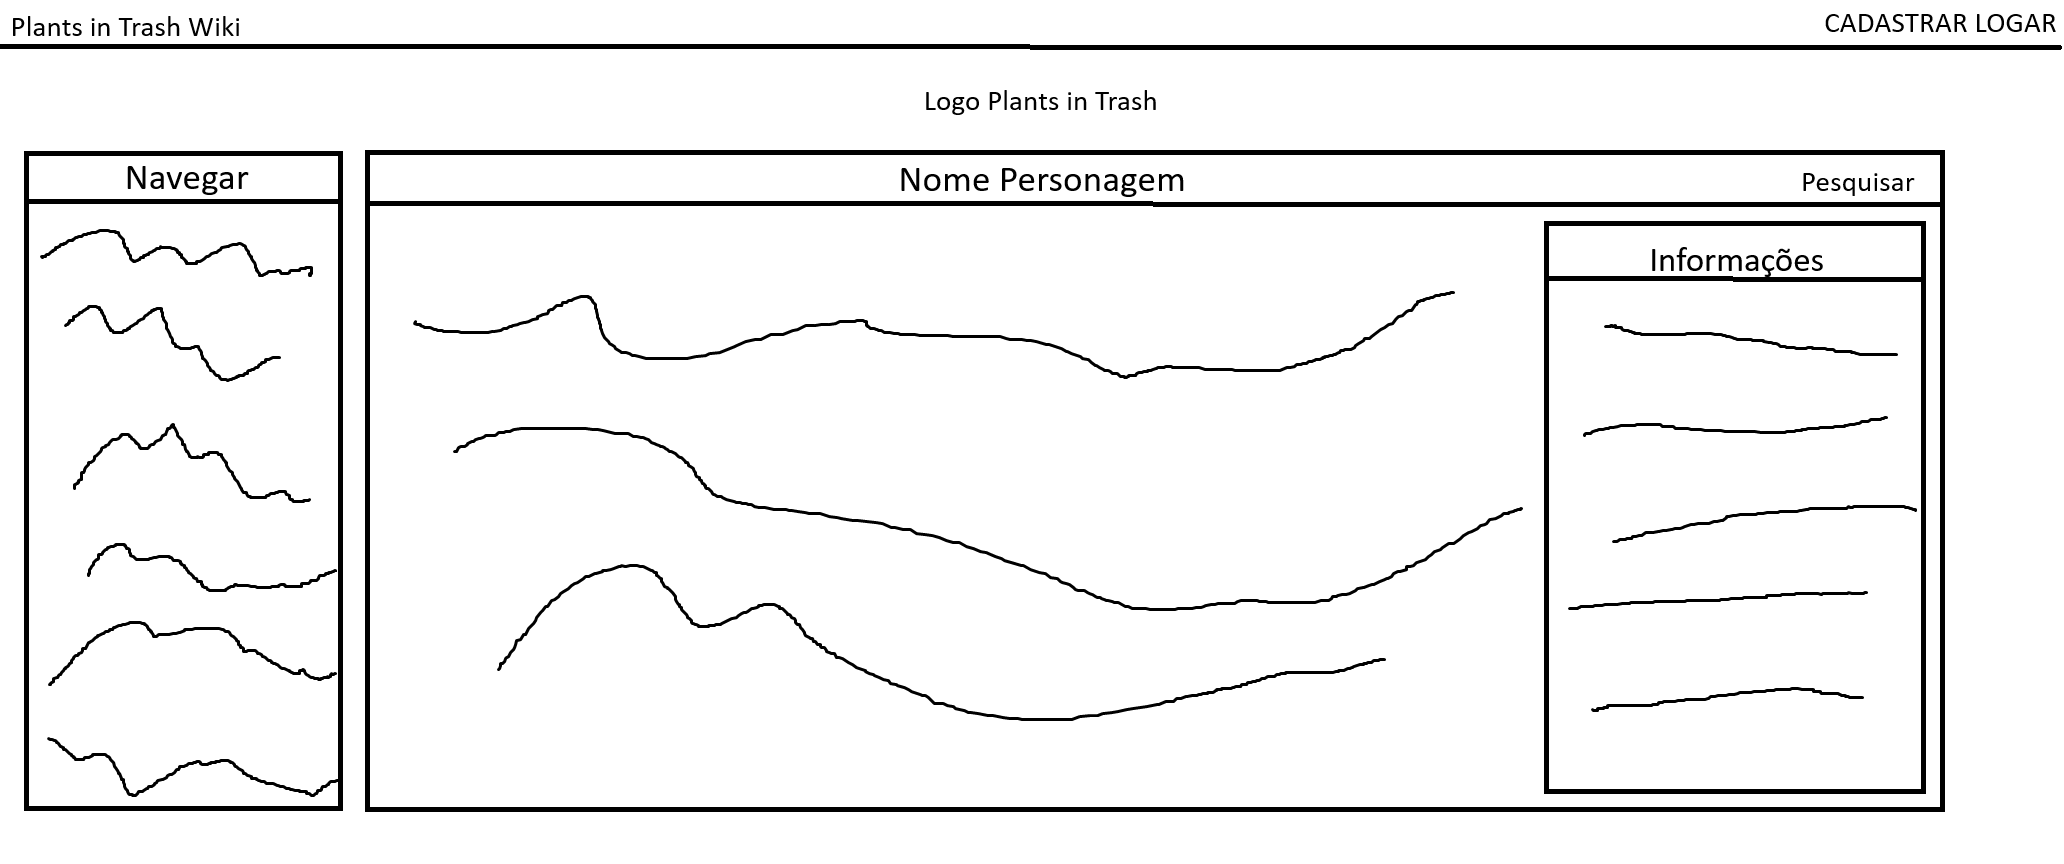 Plants in Trash Wiki
CADASTRAR LOGAR
Logo Plants in Trash
Navegar
Nome Personagem
Pesquisar
Informações